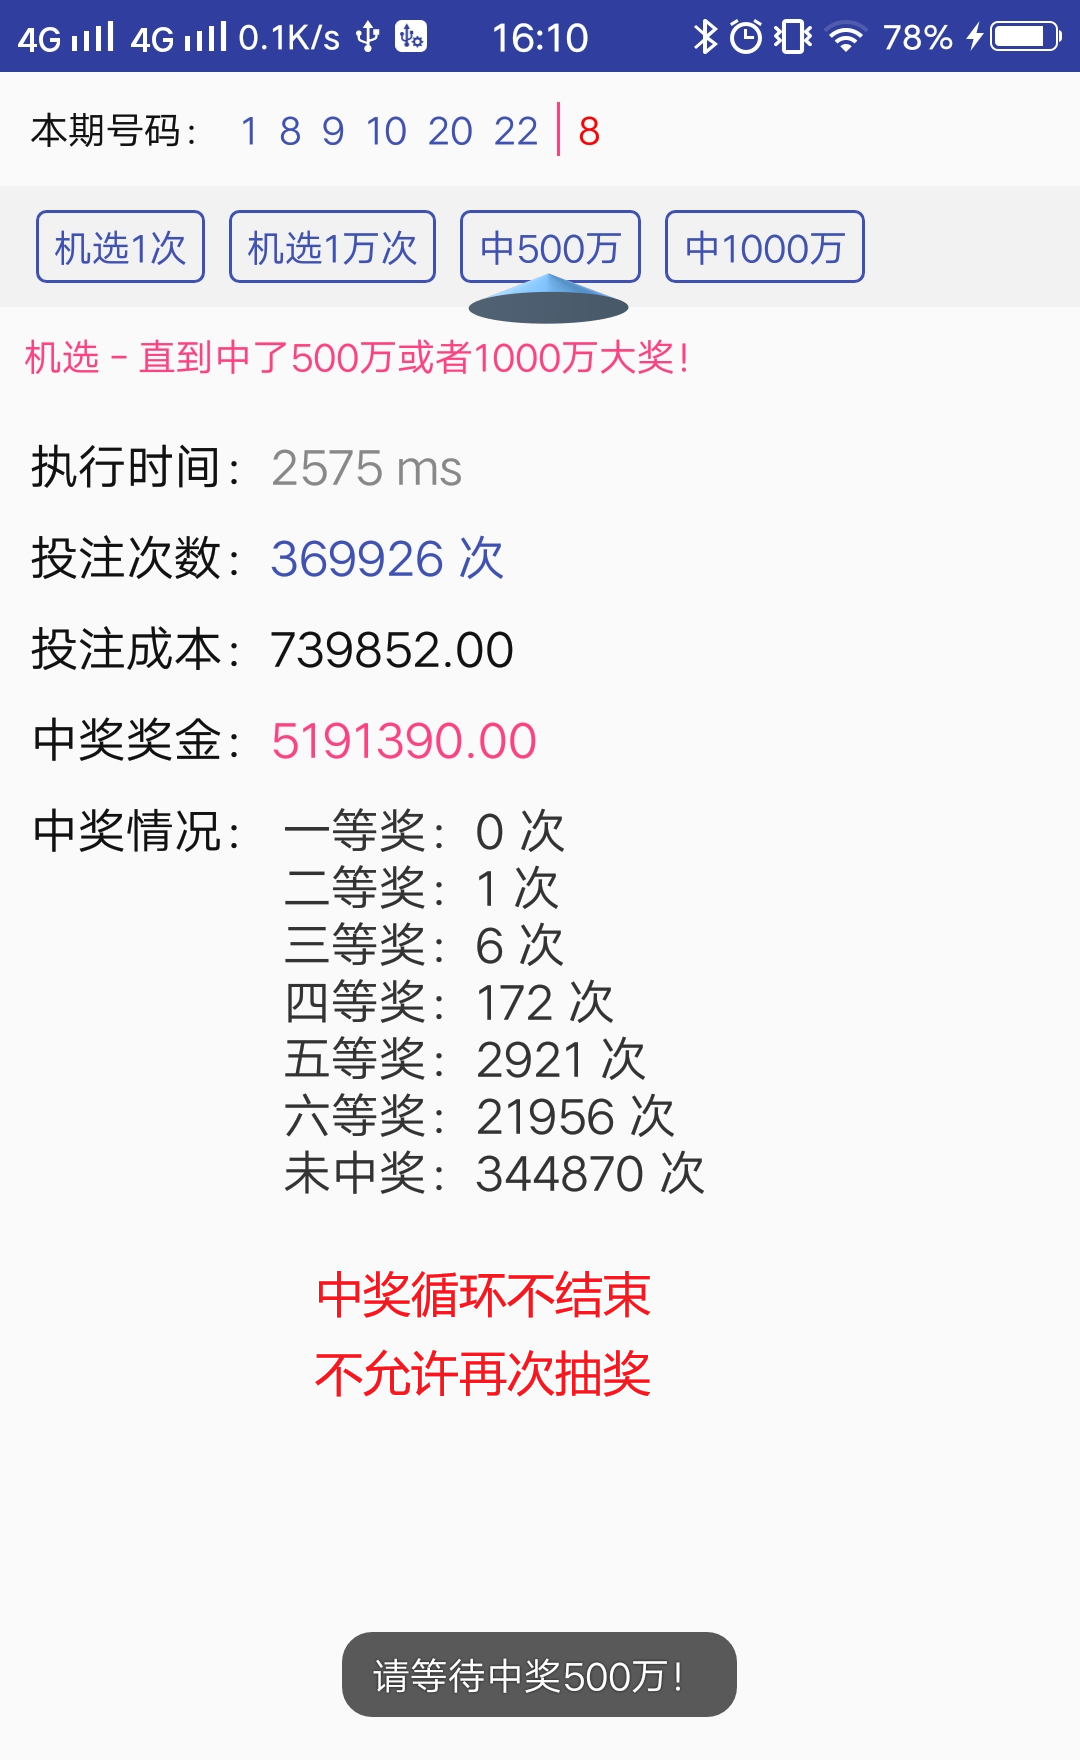 4G 4G 0.1K/s 16:10 78%
本期号码: 1 8 9 10 20 22 8
机选1次 机选1万次 中500万 中1000万
机选 - 直到中了500万或者1000万大奖!
执行时间: 2575 ms
投注次数: 369926 次
投注成本: 739852.00
中奖奖金: 5191390.00
中奖情况: 一等奖: 0 次
二等奖: 1 次
三等奖: 6 次
四等奖: 172 次
五等奖: 2921 次
六等奖: 21956 次
未中奖: 344870 次
中奖循环不结束
不允许再次抽奖
请等待中奖500万!